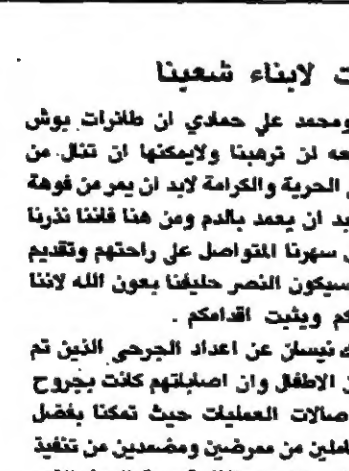 ت لابناء شعبنا
ومحمد علي حمادي ان طائرات بوش
معه لن ترهبنا ولايمكنها ان تنال من
الحرية والكرامة لابد ان يمر من فوهة
بد ان يعمد بالدم ومن هنا فاننا نذرنا
سهرنا المتواصل على راحتهم وتقديم
سيكون النصر حليفنا بعون الله لاننا
كم ويثبت اقدامكم .
نيسان عن اعداد الجرحى الذين تم
ن الاطفال وان اصاباتهم كانت بجروح
صالات العمليات حيث تمكنا بفضل
املين من ممرضين ومضمدين من تنفيذ